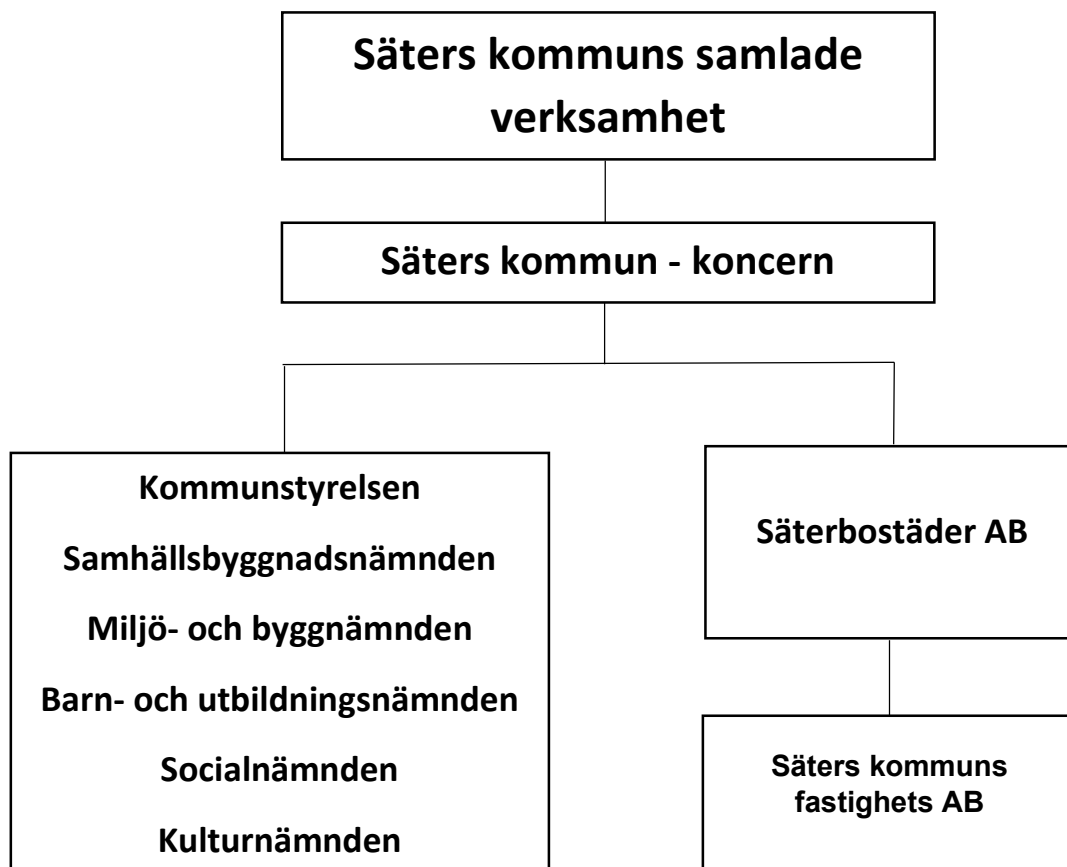 Säters kommuns samlade
verksamhet
Säters kommun - koncern
Kommunstyrelsen
Samhällsbyggnadsnämnden
Miljö- och byggnämnden
Barn- och utbildningsnämnden
Socialnämnden
Kulturnämnden
Säterbostäder AB
Säters kommuns
fastighets AB